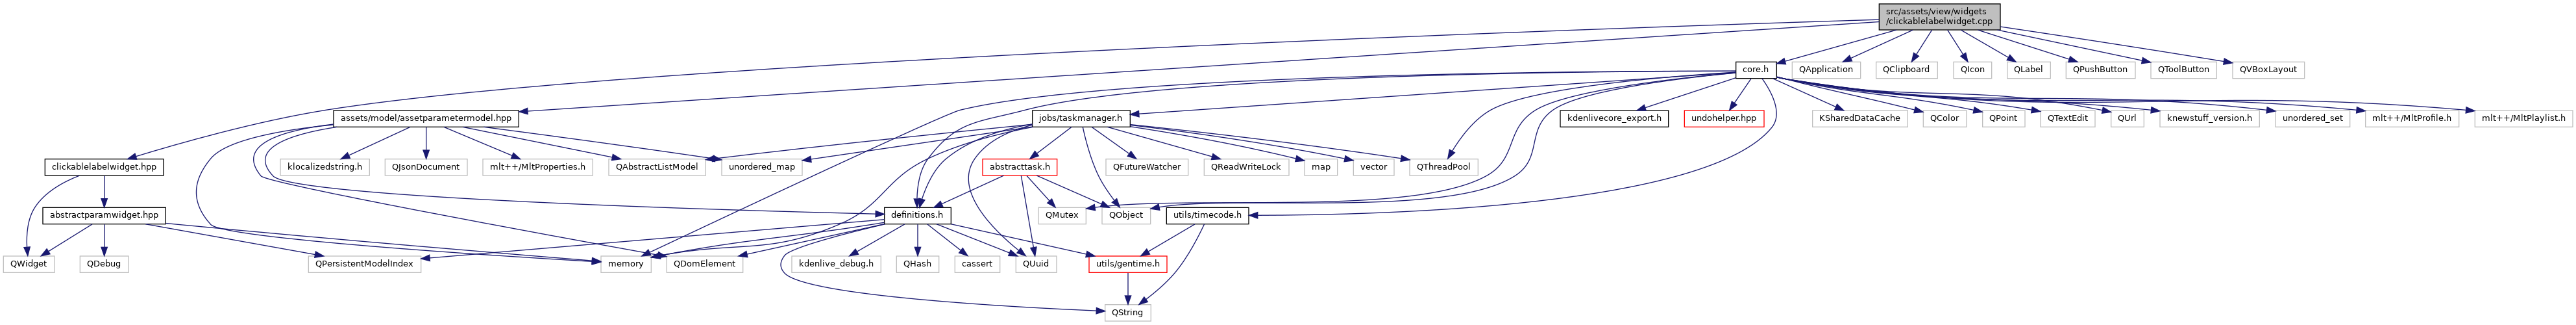 src/assets/view/widgets
/clickablelabelwidget.cpp
core.h
QApplication
QClipboard
QIcon
QLabel
QPushButton
QToolButton
QVBoxLayout
assets/model/assetparametermodel.hpp
jobs/taskmanager.h
kdenlivecore_export.h
undohelper.hpp
KSharedDataCache
QColor
QPoint
QTextEdit
QUrl
knewstuff_version.h
unordered_set
mlt++/MltProfile.h
mlt++/MltPlaylist.h
clickablelabelwidget.hpp
klocalizedstring.h
QJsonDocument
mlt++/MltProperties.h
QAbstractListModel
unordered_map
abstracttask.h
QFutureWatcher
QReadWriteLock
map
vector
QThreadPool
abstractparamwidget.hpp
definitions.h
QMutex
QObject
utils/timecode.h
QWidget
QDebug
QPersistentModelIndex
memory
QDomElement
kdenlive_debug.h
QHash
cassert
QUuid
utils/gentime.h
QString